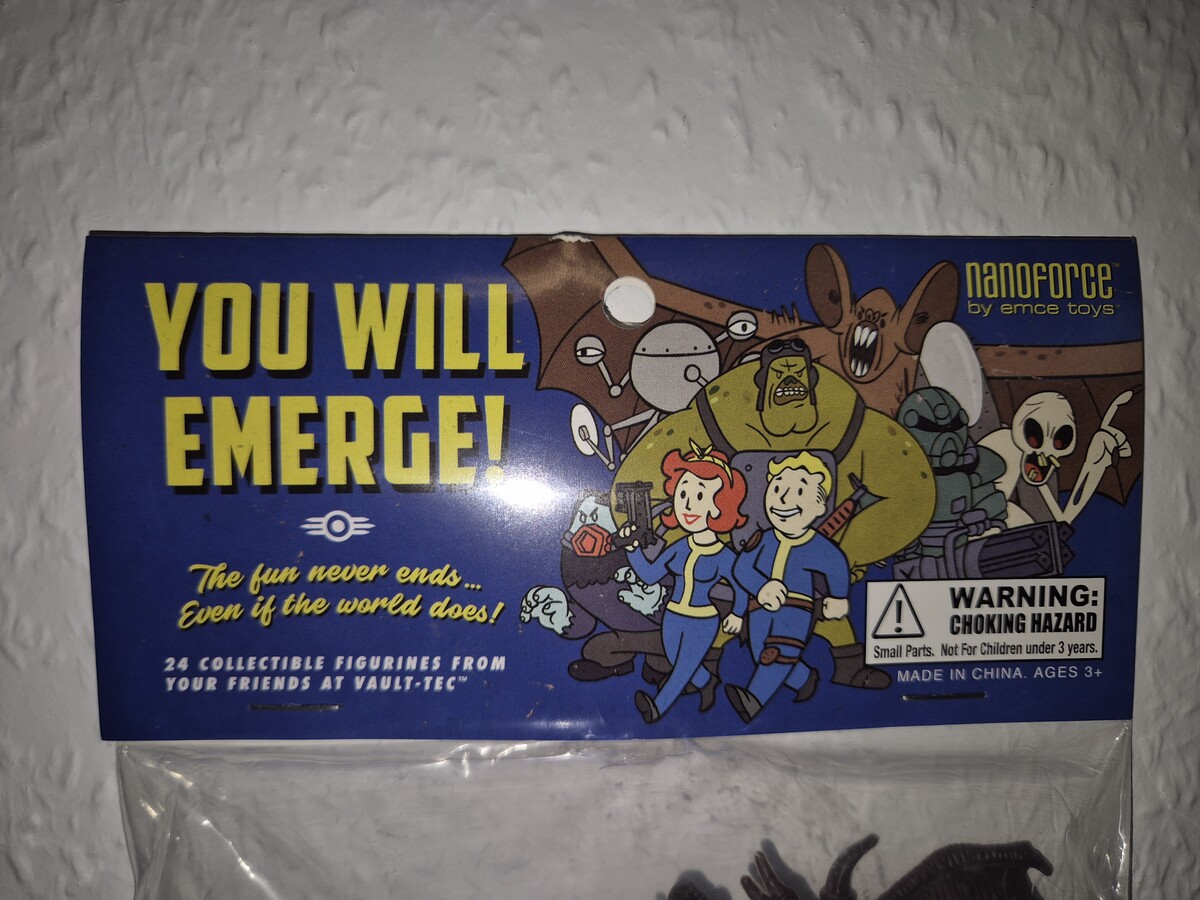 YOU WILL
EMERGE!
The fun never ends...
Even if the world does!
24 COLLECTIBLE FIGURINES FROM
YOUR FRIENDS AT VAULT-TEC™
nanoforce™
by emce toys™
WARNING:
CHOKING HAZARD
Small Parts. Not For Children under 3 years.
MADE IN CHINA. AGES 3+